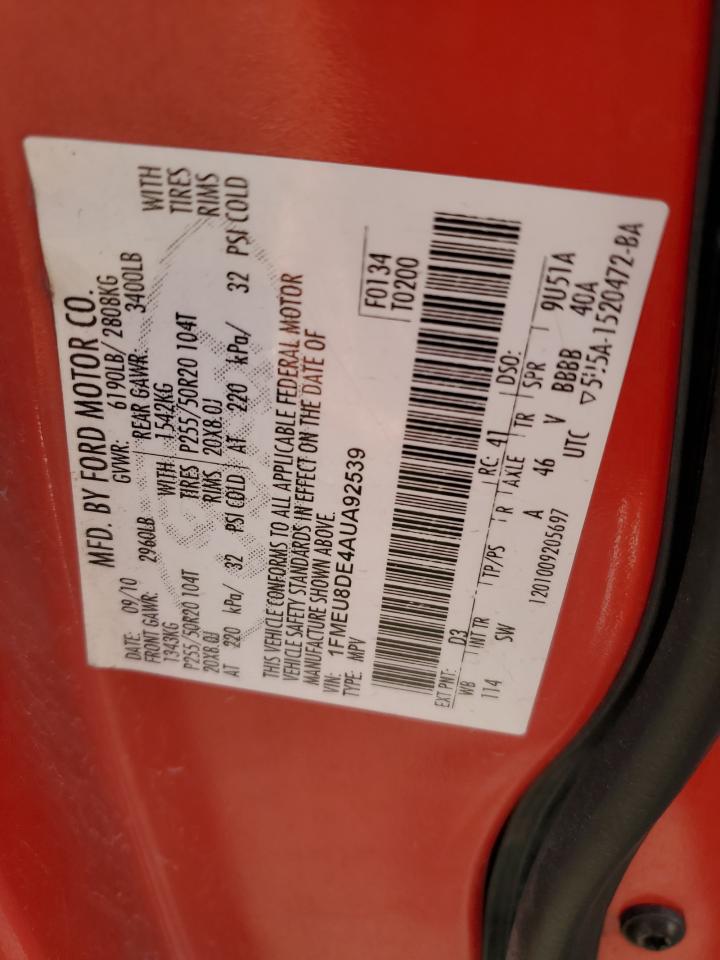 MFD. BY FORD MOTOR CO.
DATE: 09/10 GVWR: 6190LB/ 2808KG
FRONT GAWR: 2960LB REAR GAWR: 3400LB
1343KG WITH 1542KG WITH
P255/50R20 104T TIRES P255/50R20 104T TIRES
20X8.0J RIMS 20X8.0J RIMS
AT 220 kPa/ 32 PSI COLD AT 220 kPa/ 32 PSI COLD
THIS VEHICLE CONFORMS TO ALL APPLICABLE FEDERAL MOTOR
VEHICLE SAFETY STANDARDS IN EFFECT ON THE DATE OF
MANUFACTURE SHOWN ABOVE.
VIN: 1FMEU8DE4AUA92539
TYPE: MPV
F0134
T0200
EXT PNT: D3 RC: 41 DSO:
WB INT TR TP/PS R AXLE TR SPR 9U51A
114 SW A 46 V BBBB 40A
1201009205697 UTC
-1520472-BA